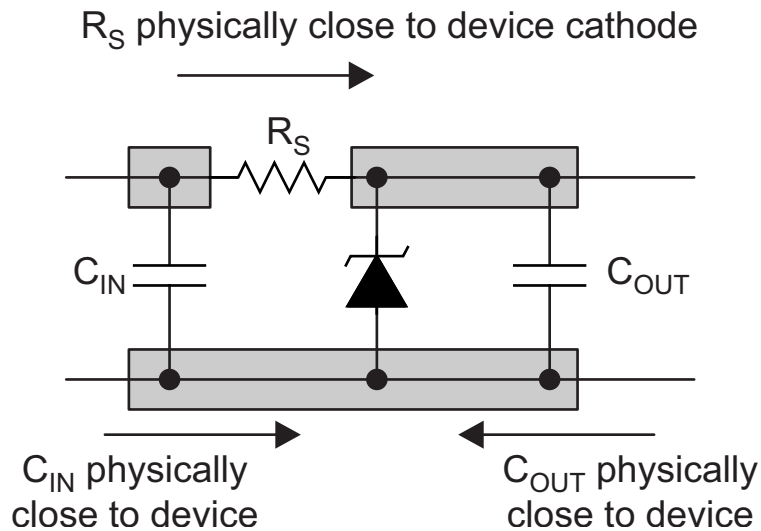 R_S physically close to device cathode
R_S
C_IN
C_OUT
C_IN physically
close to device
C_OUT physically
close to device